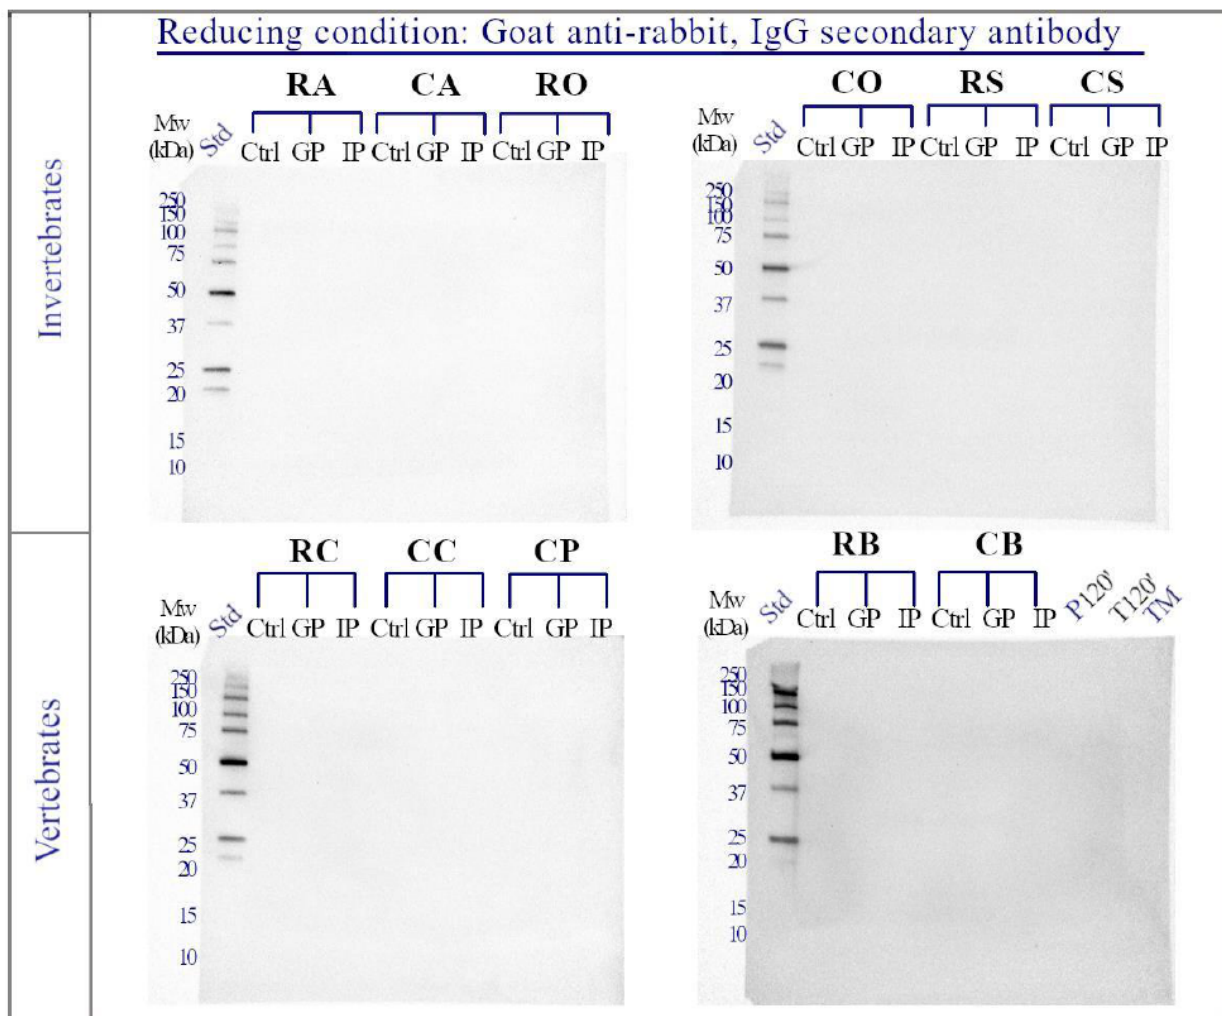 Reducing condition: Goat anti-rabbit, IgG secondary antibody
Invertebrates
RA CA RO
Mw
(kDa)
Std
Ctrl GP IP Ctrl GP IP Ctrl GP IP
250
150
100
75
50
37
25
20
15
10
CO RS CS
Mw
(kDa)
Std
Ctrl GP IP Ctrl GP IP Ctrl GP IP
250
150
100
75
50
37
25
20
15
10
Vertebrates
RC CC CP
Mw
(kDa)
Std
Ctrl GP IP Ctrl GP IP Ctrl GP IP
250
150
100
75
50
37
25
20
15
10
RB CB
Mw
(kDa)
Std
Ctrl GP IP Ctrl GP IP P120' T120' TM
250
150
100
75
50
37
25
20
15
10